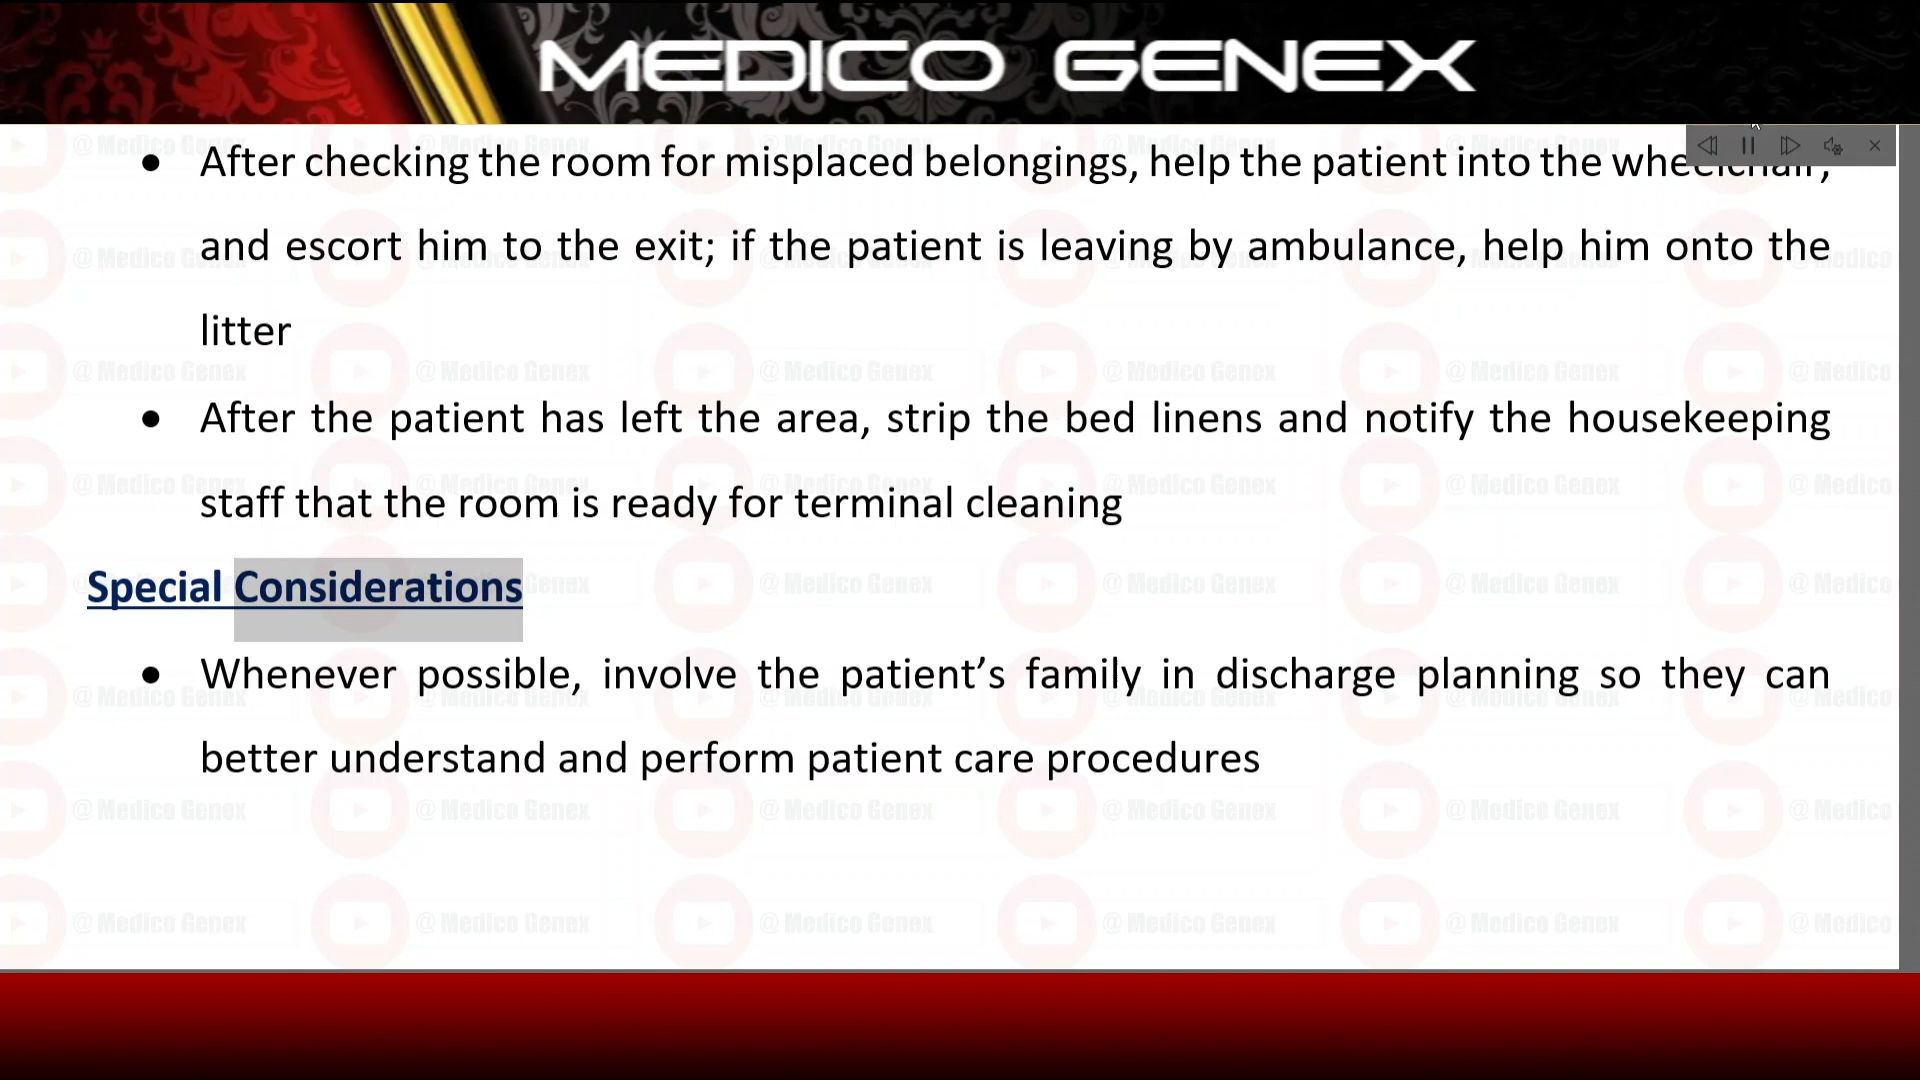 MEDICO GENEX
• After checking the room for misplaced belongings, help the patient into the wheelchair,
and escort him to the exit; if the patient is leaving by ambulance, help him onto the
litter
• After the patient has left the area, strip the bed linens and notify the housekeeping
staff that the room is ready for terminal cleaning
Special Considerations
• Whenever possible, involve the patient’s family in discharge planning so they can
better understand and perform patient care procedures
@ Medico Genex